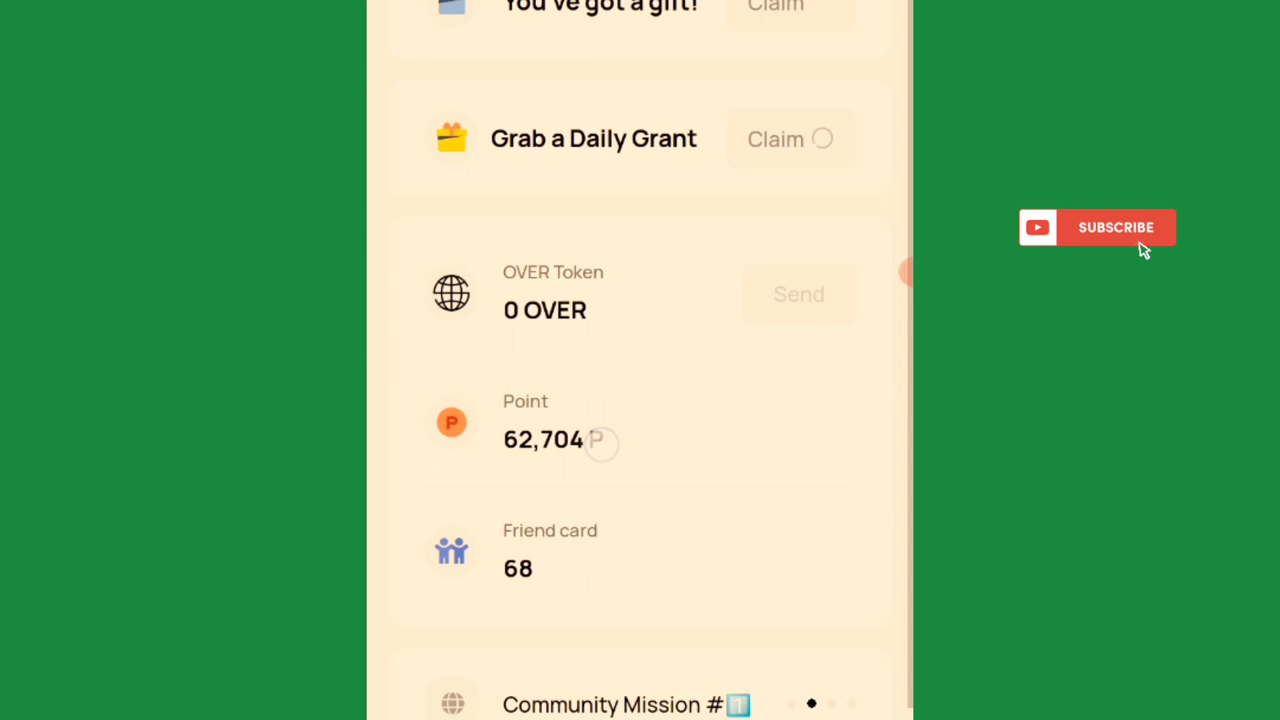 You've got a gift!
Claim
Grab a Daily Grant
Claim
OVER Token
0 OVER
Send
Point
62,704 P
Friend card
68
Community Mission #1️⃣
SUBSCRIBE